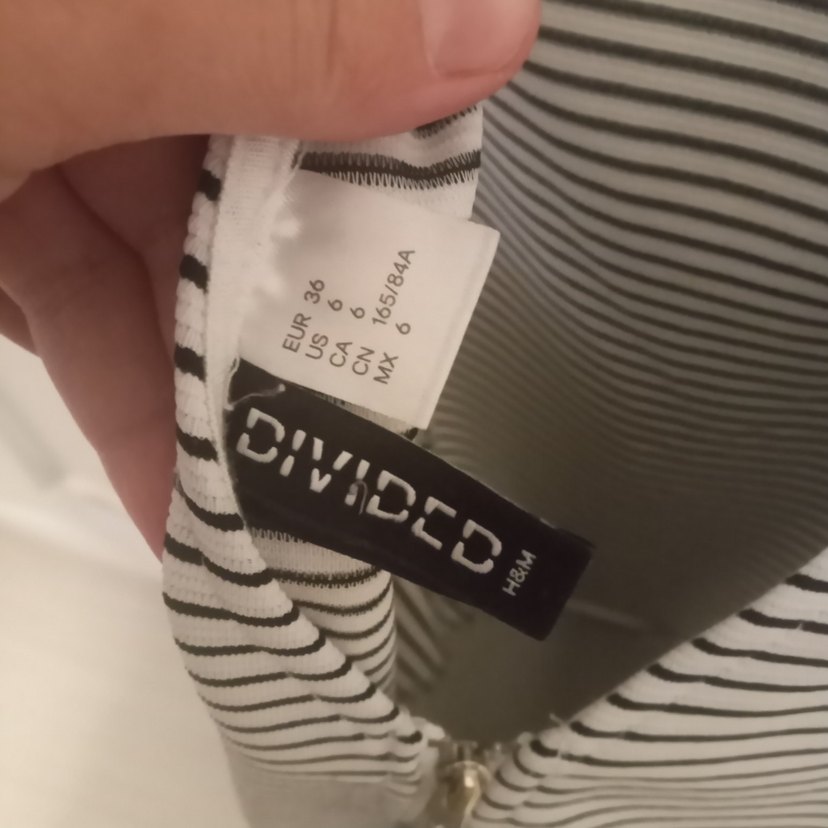 EUR 36
US 6
CA 6
CN 165/84A
MX 6
DIVIDED
H&M